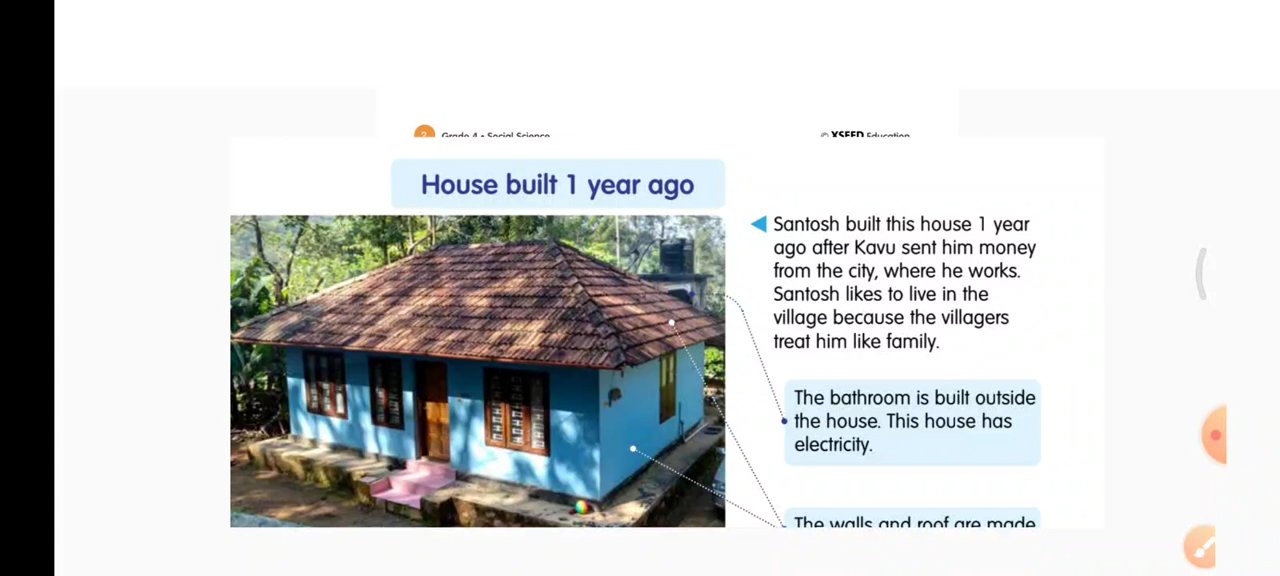 2 Grade 4 • Social Science
© XSEED Education
House built 1 year ago
Santosh built this house 1 year
ago after Kavu sent him money
from the city, where he works.
Santosh likes to live in the
village because the villagers
treat him like family.
The bathroom is built outside
the house. This house has
electricity.
The walls and roof are made